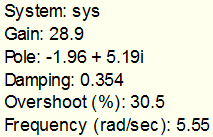 System: sys
Gain: 28.9
Pole: -1.96 + 5.19i
Damping: 0.354
Overshoot (%): 30.5
Frequency (rad/sec): 5.55